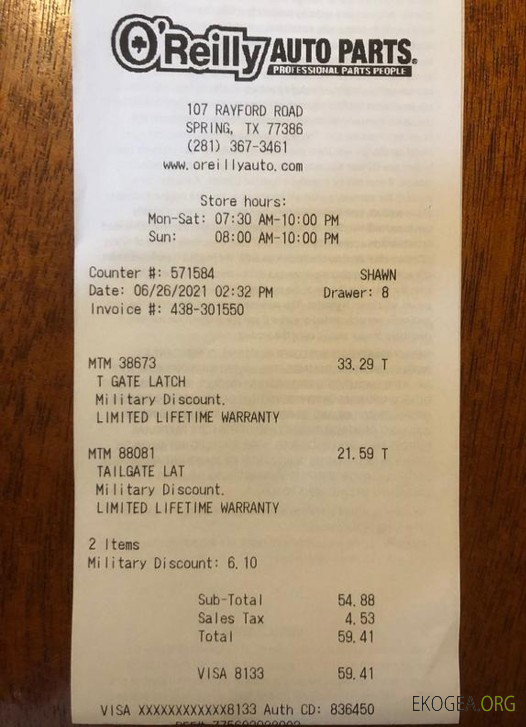 O'Reilly AUTO PARTS®
PROFESSIONAL PARTS PEOPLE
107 RAYFORD ROAD
SPRING, TX 77386
(281) 367-3461
www.oreillyauto.com
Store hours:
Mon-Sat: 07:30 AM-10:00 PM
Sun: 08:00 AM-10:00 PM
Counter #: 571584 SHAWN
Date: 06/26/2021 02:32 PM Drawer: 8
Invoice #: 438-301550
MTM 38673 33.29 T
T GATE LATCH
Military Discount.
LIMITED LIFETIME WARRANTY
MTM 88081 21.59 T
TAILGATE LAT
Military Discount.
LIMITED LIFETIME WARRANTY
2 Items
Military Discount: 6.10
Sub-Total 54.88
Sales Tax 4.53
Total 59.41
VISA 8133 59.41
VISA XXXXXXXXXXXX8133 Auth CD: 836450
EKOGEA.ORG